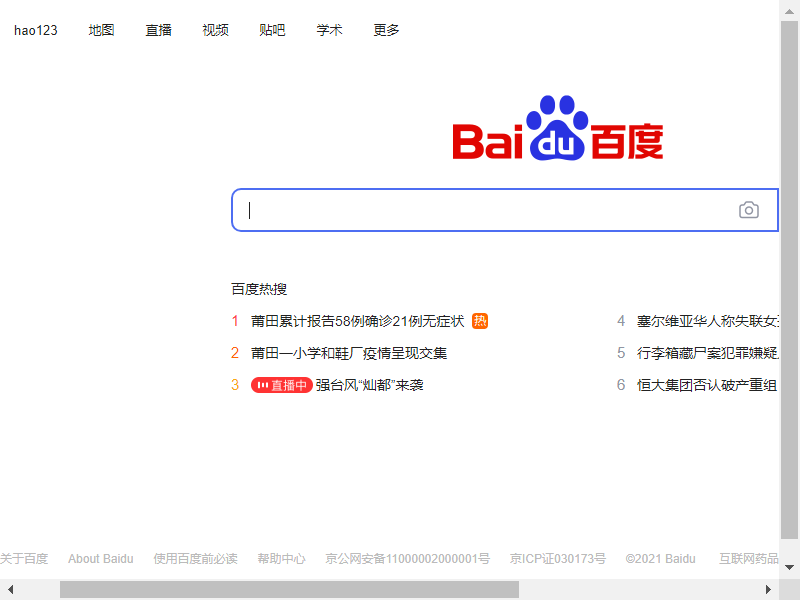 hao123 地图 直播 视频 贴吧 学术 更多
Bai du 百度
百度热搜
1 莆田累计报告58例确诊21例无症状 热
2 莆田一小学和鞋厂疫情呈现交集
3 直播中 强台风“灿都”来袭
4 塞尔维亚华人称失联女
5 行李箱藏尸案犯罪嫌疑
6 恒大集团否认破产重组
关于百度 About Baidu 使用百度前必读 帮助中心 京公网安备11000002000001号 京ICP证030173号 ©2021 Baidu 互联网药品